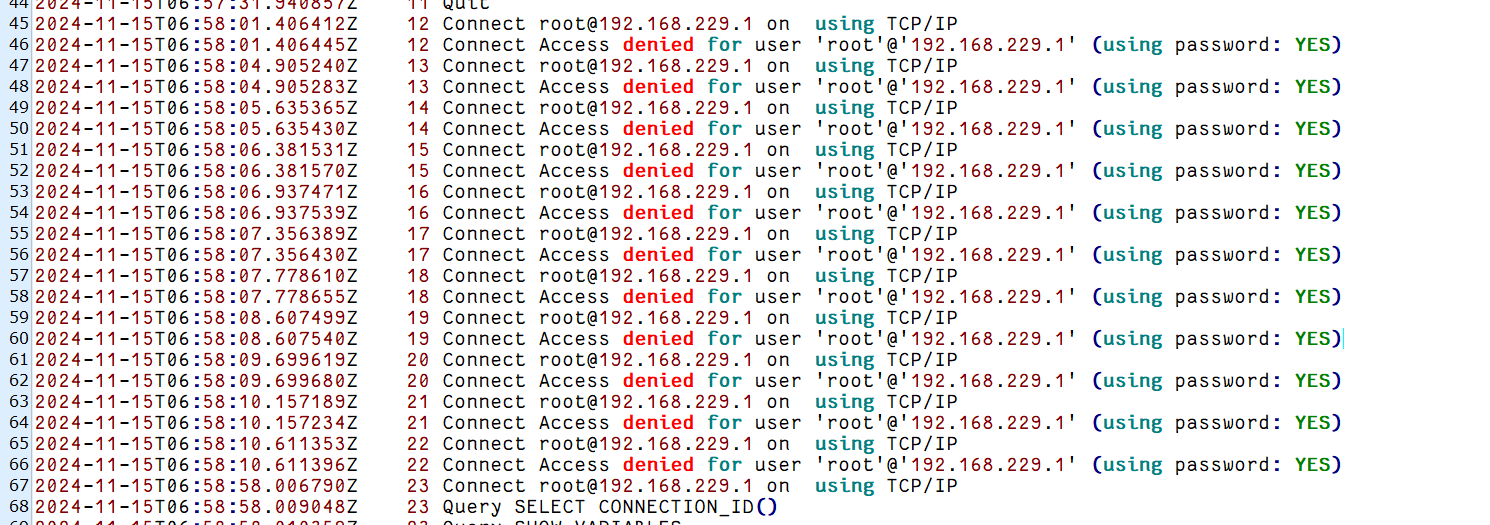 44 2024-11-15T06:57:31.940857Z 11 Quit
45 2024-11-15T06:58:01.406412Z 12 Connect root@192.168.229.1 on using TCP/IP
46 2024-11-15T06:58:01.406445Z 12 Connect Access denied for user 'root'@'192.168.229.1' (using password: YES)
47 2024-11-15T06:58:04.905240Z 13 Connect root@192.168.229.1 on using TCP/IP
48 2024-11-15T06:58:04.905283Z 13 Connect Access denied for user 'root'@'192.168.229.1' (using password: YES)
49 2024-11-15T06:58:05.635365Z 14 Connect root@192.168.229.1 on using TCP/IP
50 2024-11-15T06:58:05.635430Z 14 Connect Access denied for user 'root'@'192.168.229.1' (using password: YES)
51 2024-11-15T06:58:06.381531Z 15 Connect root@192.168.229.1 on using TCP/IP
52 2024-11-15T06:58:06.381570Z 15 Connect Access denied for user 'root'@'192.168.229.1' (using password: YES)
53 2024-11-15T06:58:06.937471Z 16 Connect root@192.168.229.1 on using TCP/IP
54 2024-11-15T06:58:06.937539Z 16 Connect Access denied for user 'root'@'192.168.229.1' (using password: YES)
55 2024-11-15T06:58:07.356389Z 17 Connect root@192.168.229.1 on using TCP/IP
56 2024-11-15T06:58:07.356430Z 17 Connect Access denied for user 'root'@'192.168.229.1' (using password: YES)
57 2024-11-15T06:58:07.778610Z 18 Connect root@192.168.229.1 on using TCP/IP
58 2024-11-15T06:58:07.778655Z 18 Connect Access denied for user 'root'@'192.168.229.1' (using password: YES)
59 2024-11-15T06:58:08.607499Z 19 Connect root@192.168.229.1 on using TCP/IP
60 2024-11-15T06:58:08.607540Z 19 Connect Access denied for user 'root'@'192.168.229.1' (using password: YES)
61 2024-11-15T06:58:09.699619Z 20 Connect root@192.168.229.1 on using TCP/IP
62 2024-11-15T06:58:09.699680Z 20 Connect Access denied for user 'root'@'192.168.229.1' (using password: YES)
63 2024-11-15T06:58:10.157189Z 21 Connect root@192.168.229.1 on using TCP/IP
64 2024-11-15T06:58:10.157234Z 21 Connect Access denied for user 'root'@'192.168.229.1' (using password: YES)
65 2024-11-15T06:58:10.611353Z 22 Connect root@192.168.229.1 on using TCP/IP
66 2024-11-15T06:58:10.611396Z 22 Connect Access denied for user 'root'@'192.168.229.1' (using password: YES)
67 2024-11-15T06:58:58.006790Z 23 Connect root@192.168.229.1 on using TCP/IP
68 2024-11-15T06:58:58.009048Z 23 Query SELECT CONNECTION_ID()
23 Query SHOW VARIABLES